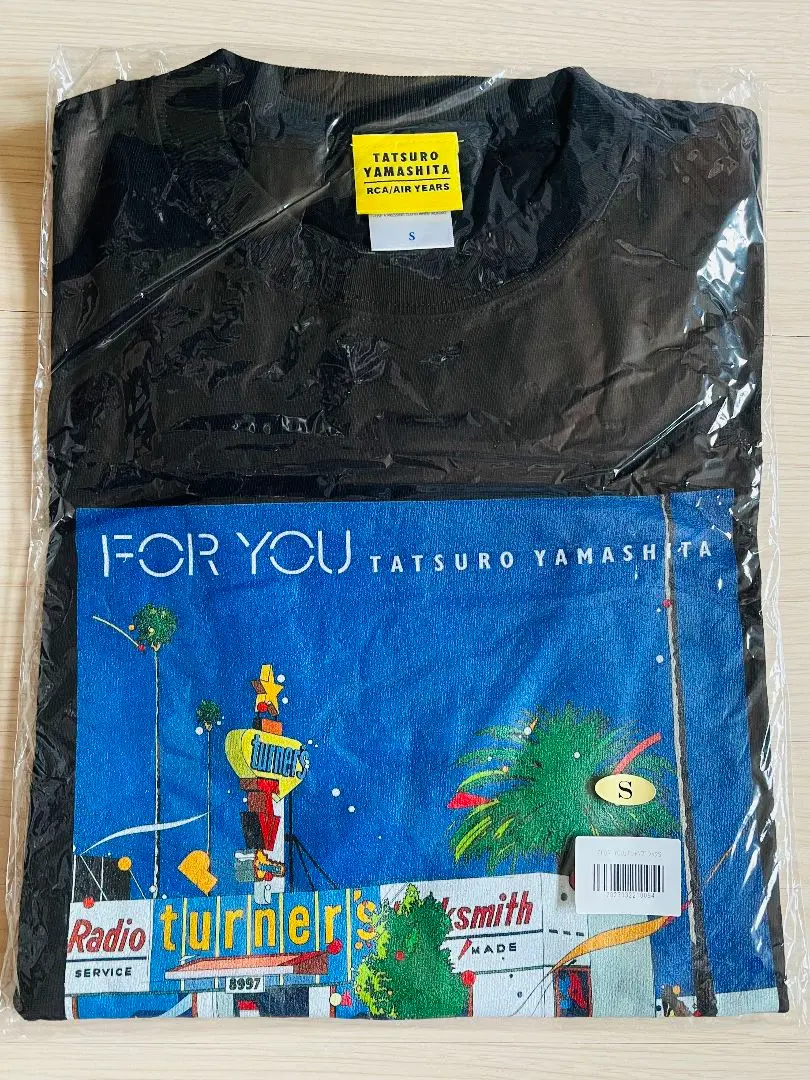 TATSURO
YAMASHITA
RCA/AIR YEARS
S
FOR YOU TATSURO YAMASHITA
turner's
S
Radio
SERVICE
turner's
ksmith
MADE
8997